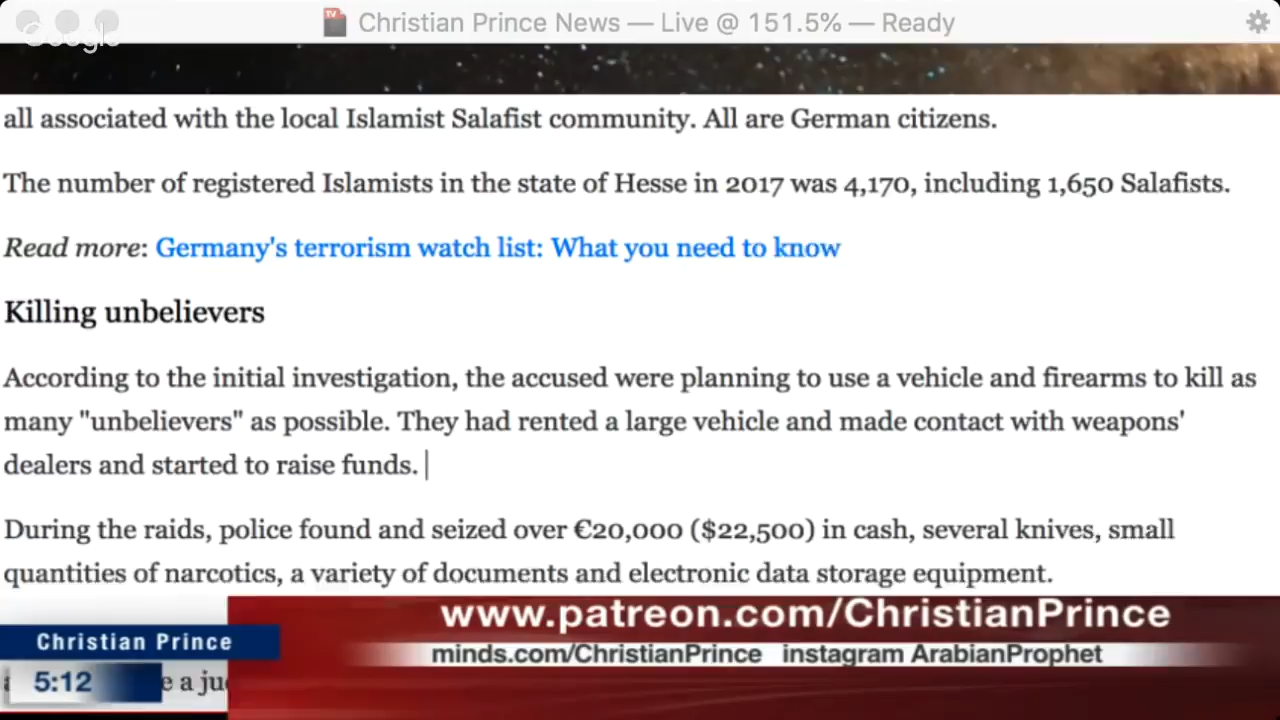 Christian Prince News — Live @ 151.5% — Ready
Google
all associated with the local Islamist Salafist community. All are German citizens.
The number of registered Islamists in the state of Hesse in 2017 was 4,170, including 1,650 Salafists.
Read more: Germany's terrorism watch list: What you need to know
Killing unbelievers
According to the initial investigation, the accused were planning to use a vehicle and firearms to kill as
many "unbelievers" as possible. They had rented a large vehicle and made contact with weapons'
dealers and started to raise funds.
During the raids, police found and seized over €20,000 ($22,500) in cash, several knives, small
quantities of narcotics, a variety of documents and electronic data storage equipment.
www.patreon.com/ChristianPrince
Christian Prince
minds.com/ChristianPrince instagram ArabianProphet
5:12
e a